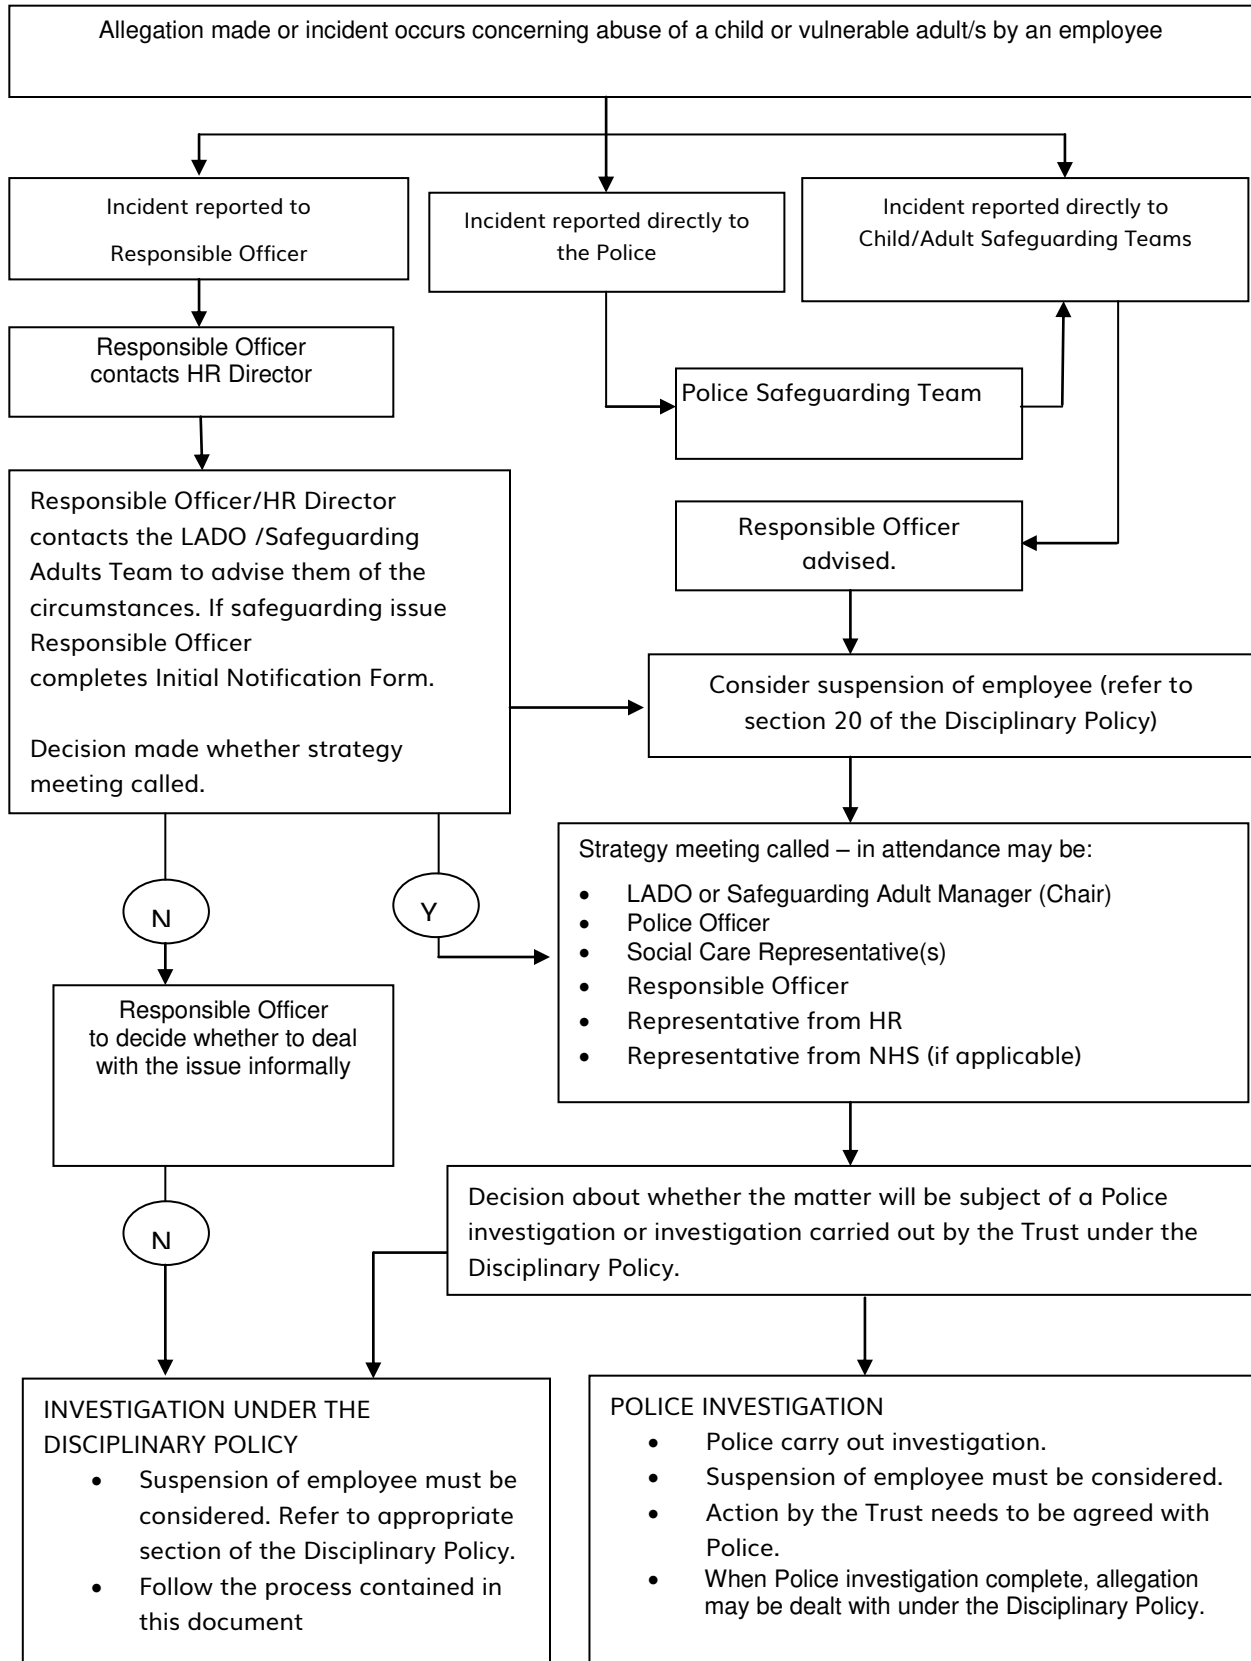 Allegation made or incident occurs concerning abuse of a child or vulnerable adult/s by an employee
Incident reported to
Responsible Officer
Incident reported directly to
the Police
Incident reported directly to
Child/Adult Safeguarding Teams
Responsible Officer
contacts HR Director
Police Safeguarding Team
Responsible Officer/HR Director
contacts the LADO /Safeguarding
Adults Team to advise them of the
circumstances. If safeguarding issue
Responsible Officer
completes Initial Notification Form.
Decision made whether strategy
meeting called.
Responsible Officer
advised.
Consider suspension of employee (refer to
section 20 of the Disciplinary Policy)
N
Y
Strategy meeting called – in attendance may be:
• LADO or Safeguarding Adult Manager (Chair)
• Police Officer
• Social Care Representative(s)
• Responsible Officer
• Representative from HR
• Representative from NHS (if applicable)
Responsible Officer
to decide whether to deal
with the issue informally
N
Decision about whether the matter will be subject of a Police
investigation or investigation carried out by the Trust under the
Disciplinary Policy.
INVESTIGATION UNDER THE
DISCIPLINARY POLICY
• Suspension of employee must be
considered. Refer to appropriate
section of the Disciplinary Policy.
• Follow the process contained in
this document
POLICE INVESTIGATION
• Police carry out investigation.
• Suspension of employee must be considered.
• Action by the Trust needs to be agreed with
Police.
• When Police investigation complete, allegation
may be dealt with under the Disciplinary Policy.